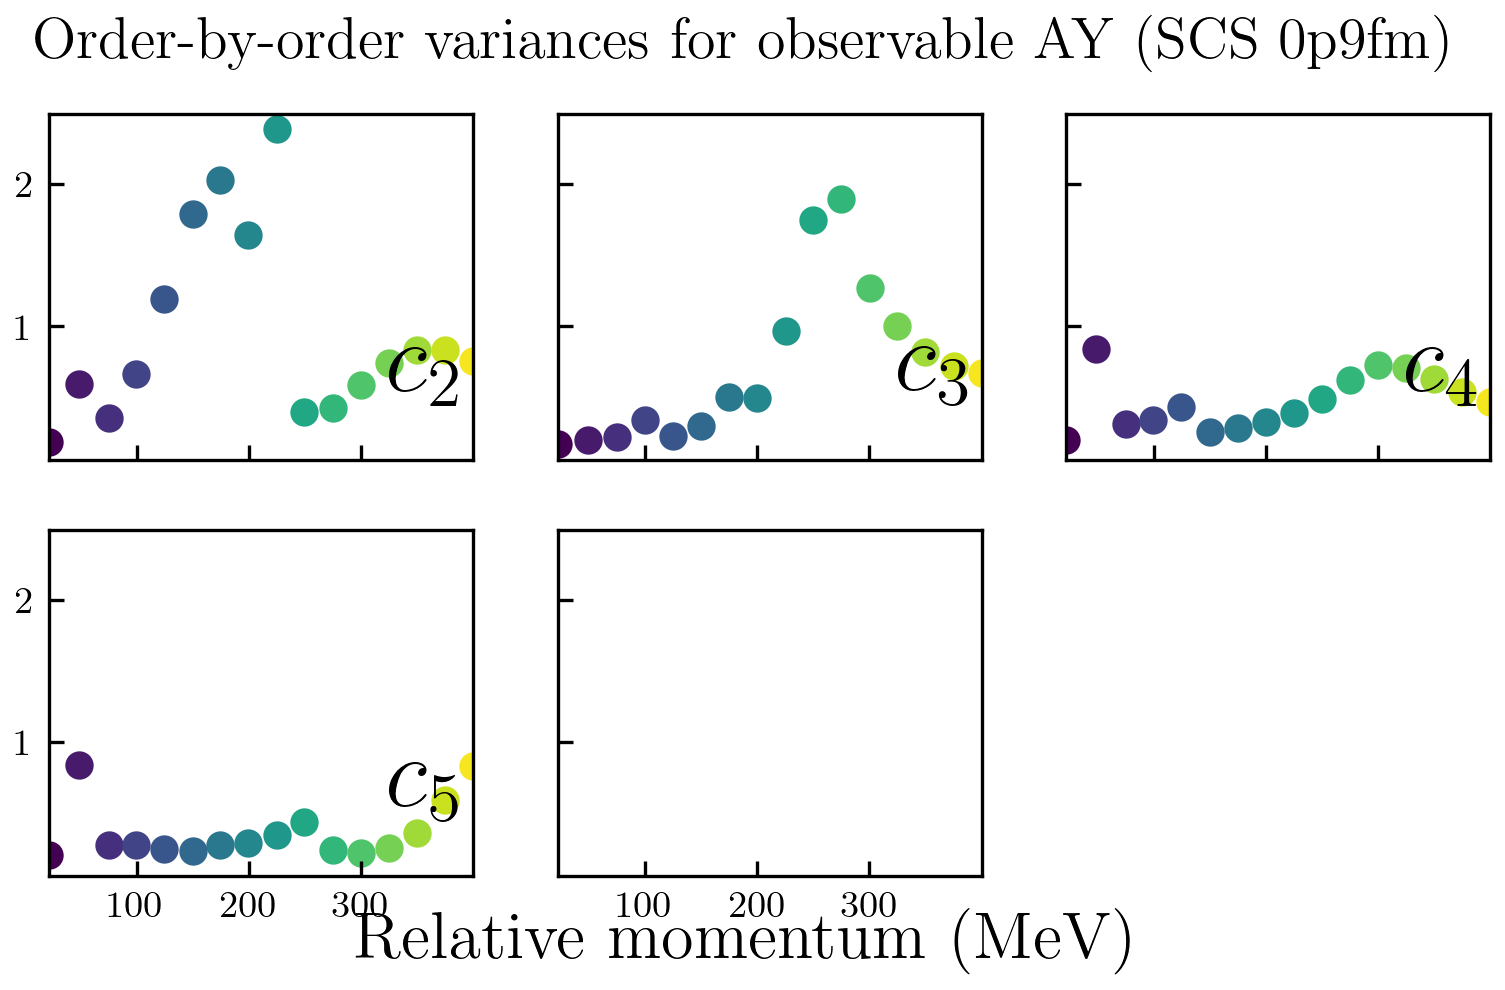 Order-by-order variances for observable AY (SCS 0p9fm)
2
1
c2
c3
c4
2
1
c5
100 200 300
100 200 300
Relative momentum (MeV)